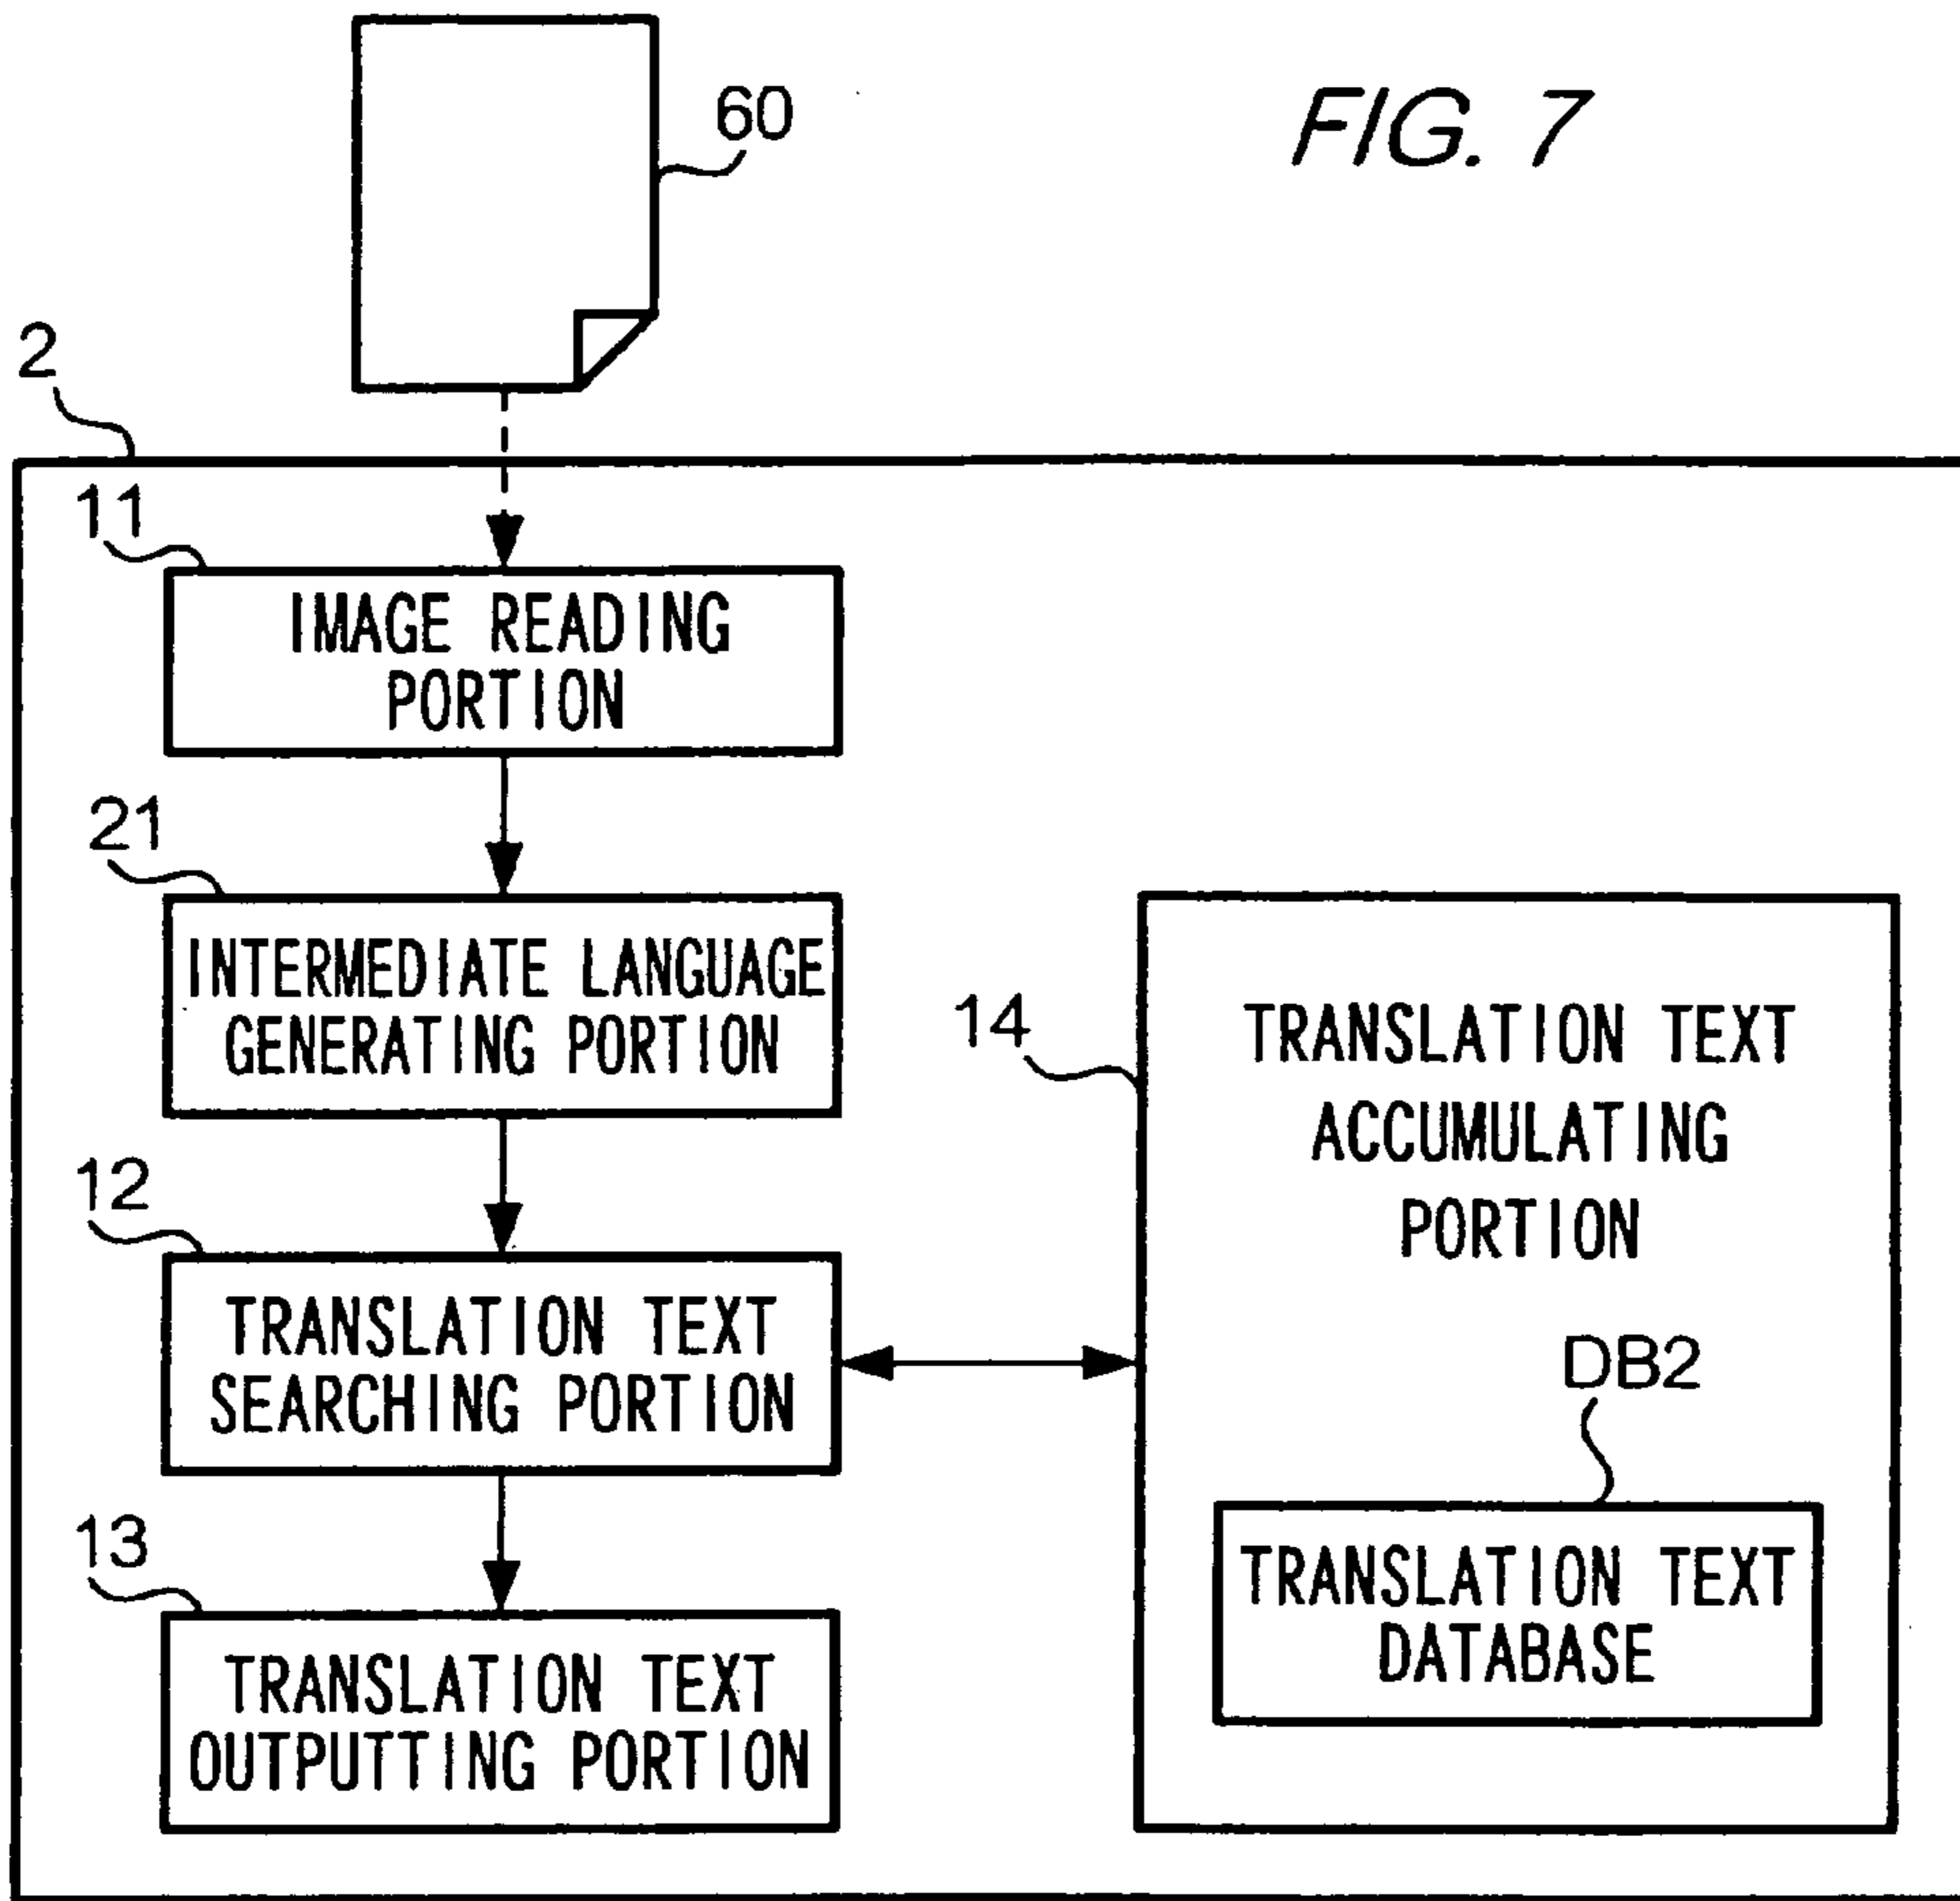 FIG. 7
60
2
11
IMAGE READING
PORTION
21
INTERMEDIATE LANGUAGE
GENERATING PORTION
12
TRANSLATION TEXT
SEARCHING PORTION
13
TRANSLATION TEXT
OUTPUTTING PORTION
14
TRANSLATION TEXT
ACCUMULATING
PORTION
DB2
TRANSLATION TEXT
DATABASE